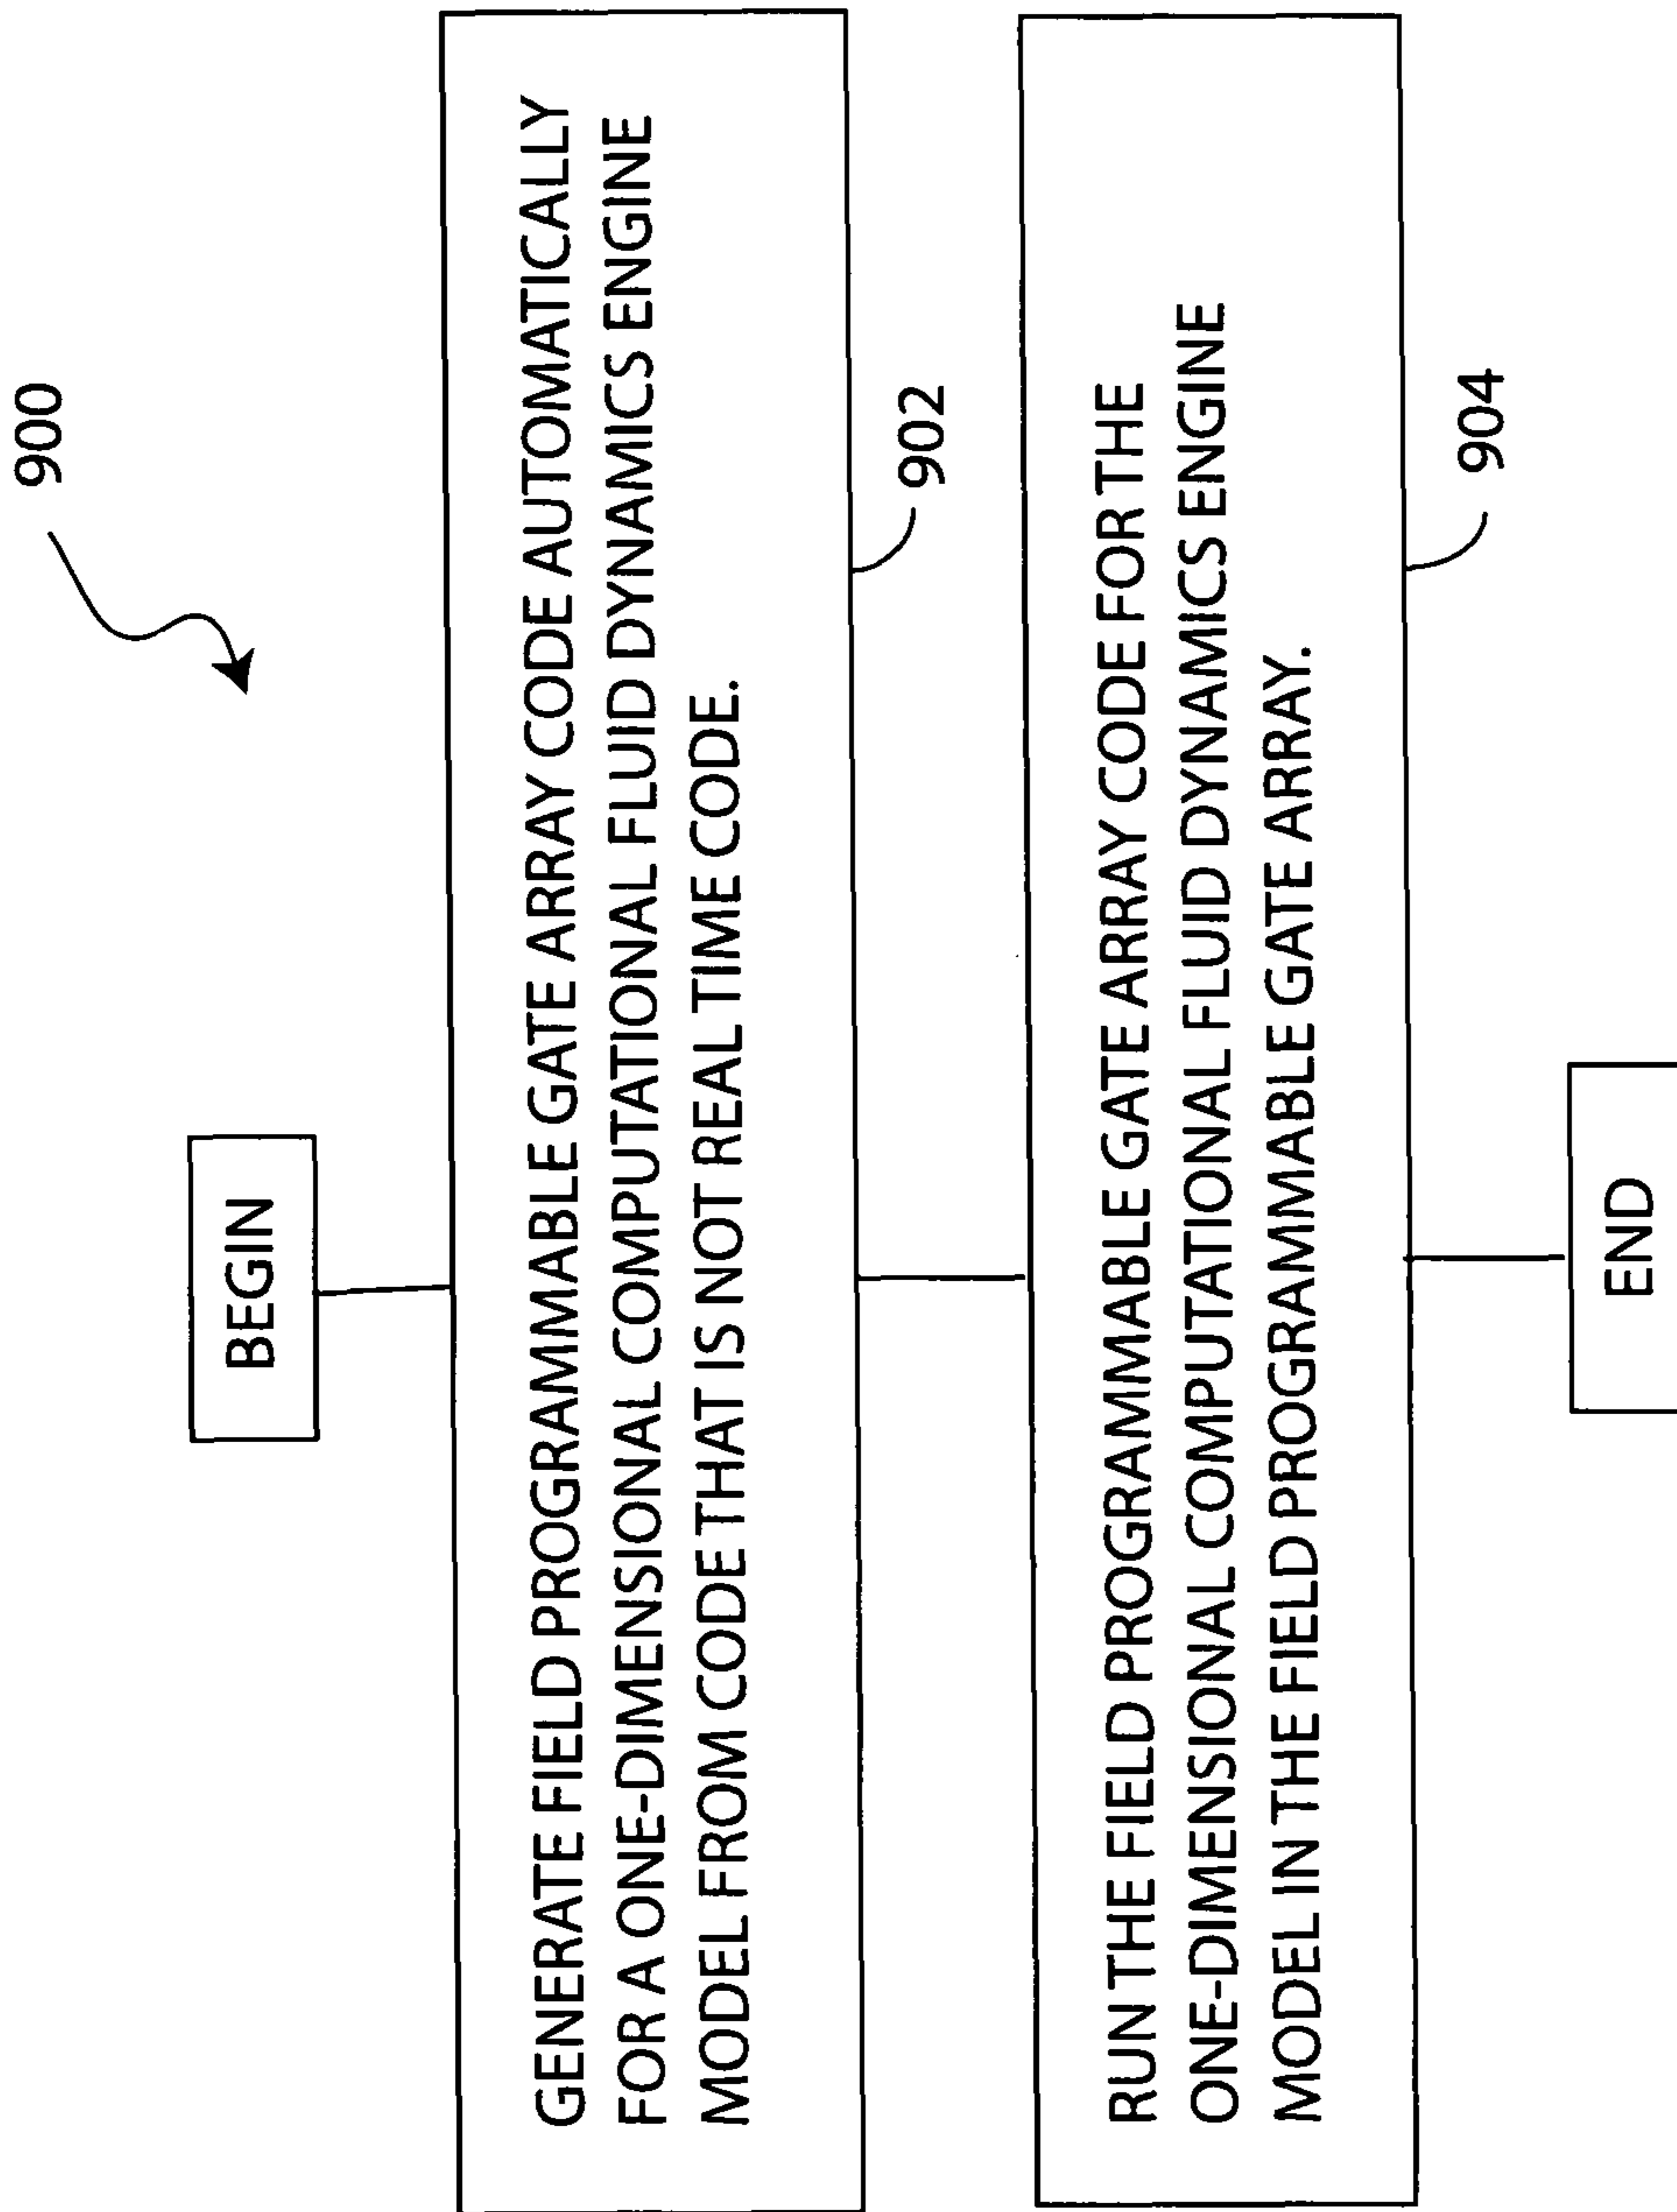 900
BEGIN
GENERATE FIELD PROGRAMMABLE GATE ARRAY CODE AUTOMATICALLY
FOR A ONE-DIMENSIONAL COMPUTATIONAL FLUID DYNAMICS ENGINE
MODEL FROM CODE THAT IS NOT REAL TIME CODE.
902
RUN THE FIELD PROGRAMMABLE GATE ARRAY CODE FOR THE
ONE-DIMENSIONAL COMPUTATIONAL FLUID DYNAMICS ENGINE
MODEL IN THE FIELD PROGRAMMABLE GATE ARRAY.
904
END